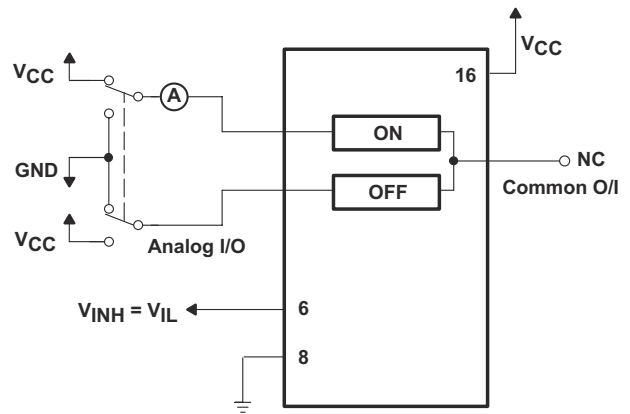 VCC
16
VCC
A
ON
NC
GND
OFF
Common O/I
VCC
Analog I/O
VINH = VIL
6
8